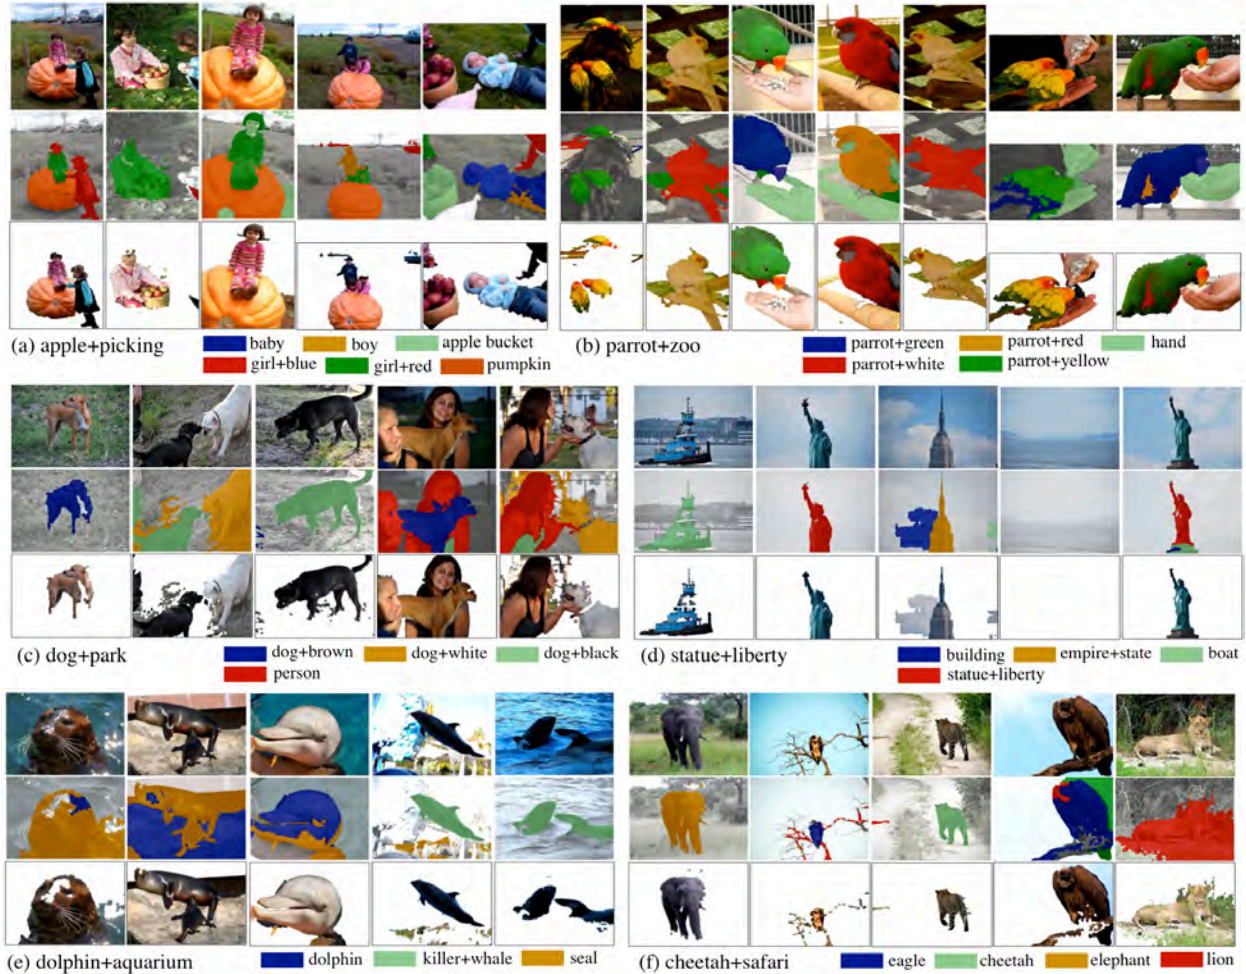 (a) apple+picking
baby boy apple bucket
girl+blue girl+red pumpkin
(b) parrot+zoo
parrot+green parrot+red hand
parrot+white parrot+yellow
(c) dog+park
dog+brown dog+white dog+black
person
(d) statue+liberty
building empire+state boat
statue+liberty
(e) dolphin+aquarium
dolphin killer+whale seal
(f) cheetah+safari
eagle cheetah elephant lion